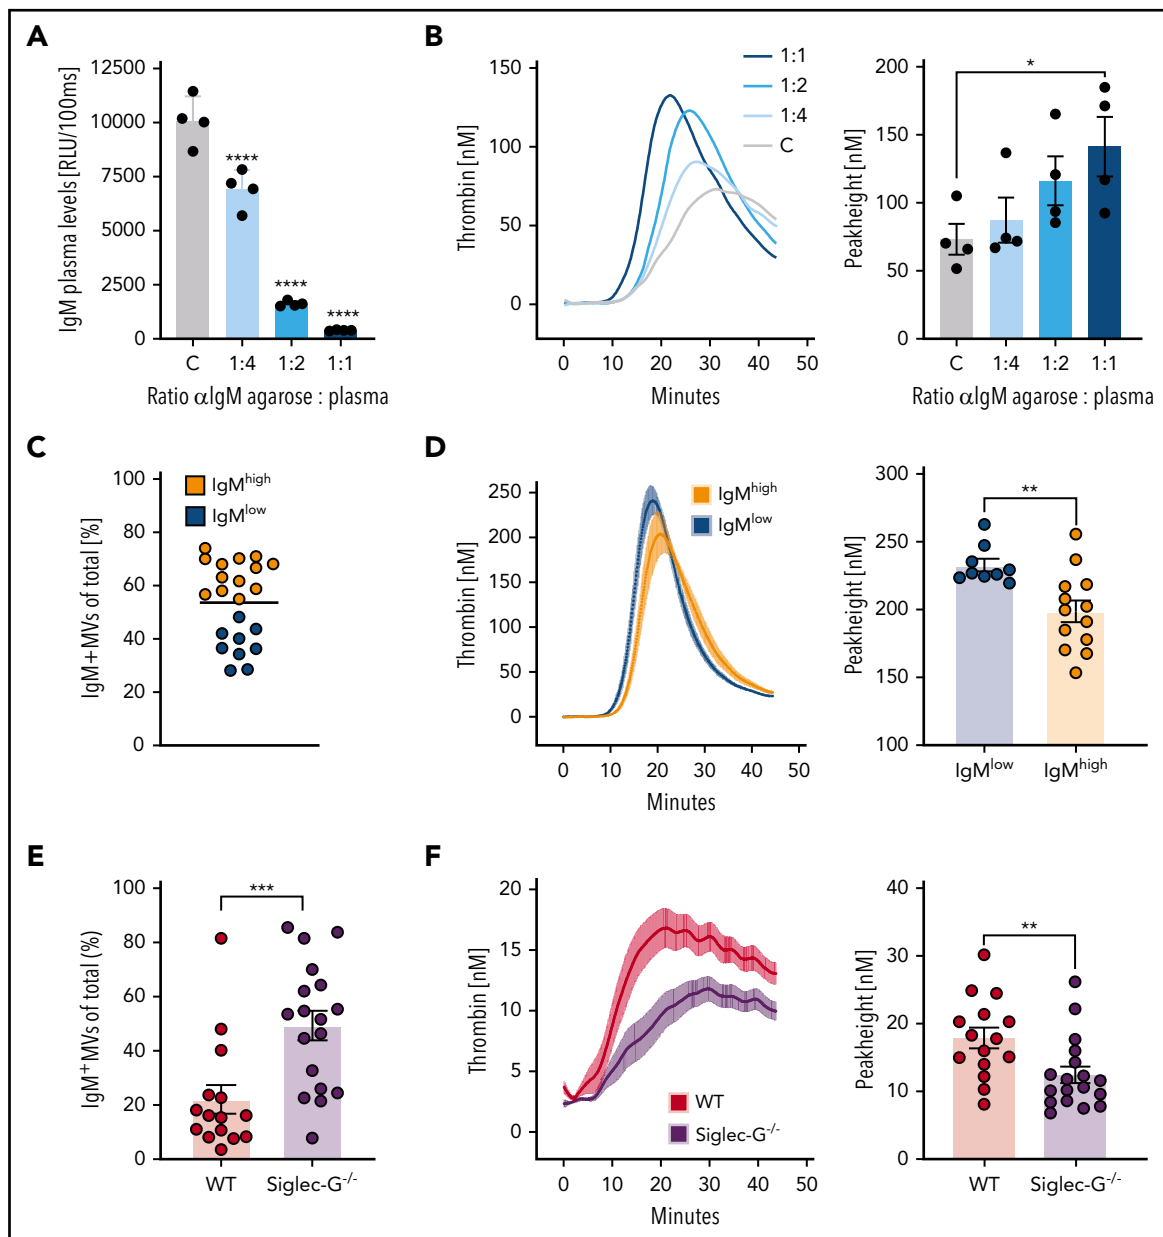 A
IgM plasma levels [RLU/100ms]
12500
10000
7500
5000
2500
0
****
****
****
C 1:4 1:2 1:1
Ratio αIgM agarose : plasma
B
Thrombin [nM]
150
100
50
0
1:1
1:2
1:4
C
0 10 20 30 40 50
Minutes
Peakheight [nM]
200
150
100
50
0
*
C 1:4 1:2 1:1
Ratio αIgM agarose : plasma
C
IgM+MVs of total [%]
100
80
60
40
20
0
IgMhigh
IgMlow
D
Thrombin [nM]
250
200
150
100
50
0
IgMhigh
IgMlow
0 10 20 30 40 50
Minutes
Peakheight [nM]
300
250
200
150
100
**
IgMlow IgMhigh
E
IgM+MVs of total (%)
100
80
60
40
20
0
***
WT Siglec-G-/-
F
Thrombin [nM]
20
15
10
5
0
WT
Siglec-G-/-
0 10 20 30 40 50
Minutes
Peakheight [nM]
40
30
20
10
0
**
WT Siglec-G-/-